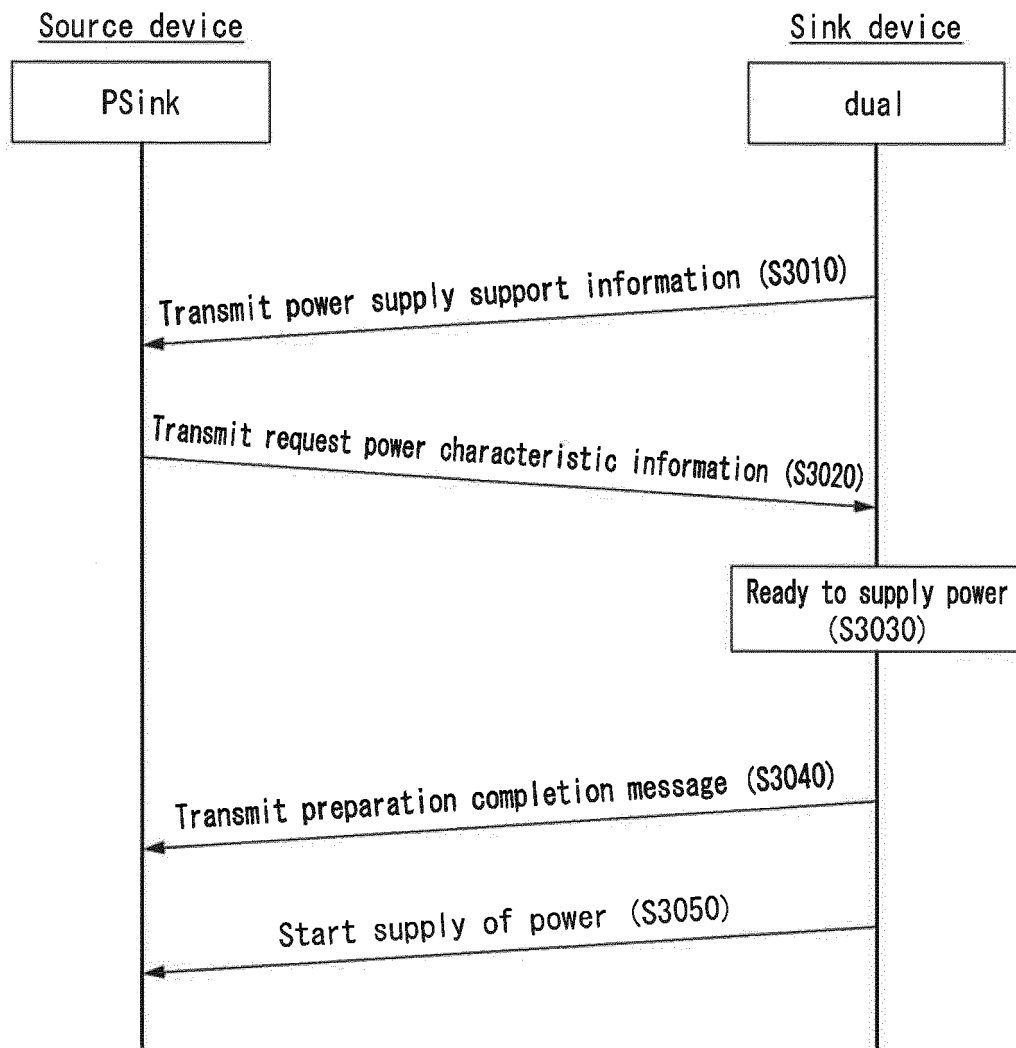 Source device
Sink device
PSink
dual
Transmit power supply support information (S3010)
Transmit request power characteristic information (S3020)
Ready to supply power
(S3030)
Transmit preparation completion message (S3040)
Start supply of power (S3050)